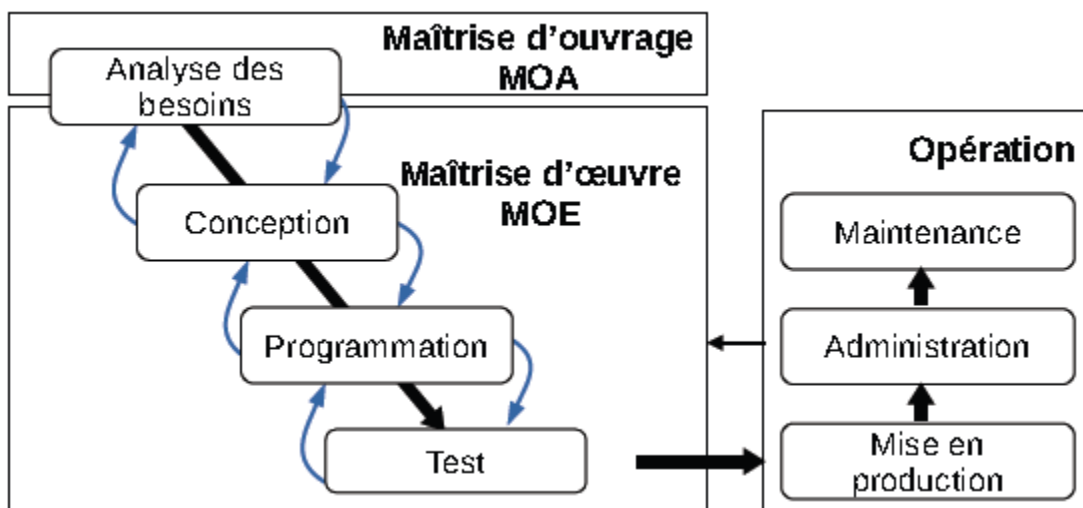 Maîtrise d’ouvrage
MOA
Analyse des
besoins
Maîtrise d’œuvre
MOE
Conception
Programmation
Test
Opération
Maintenance
Administration
Mise en
production